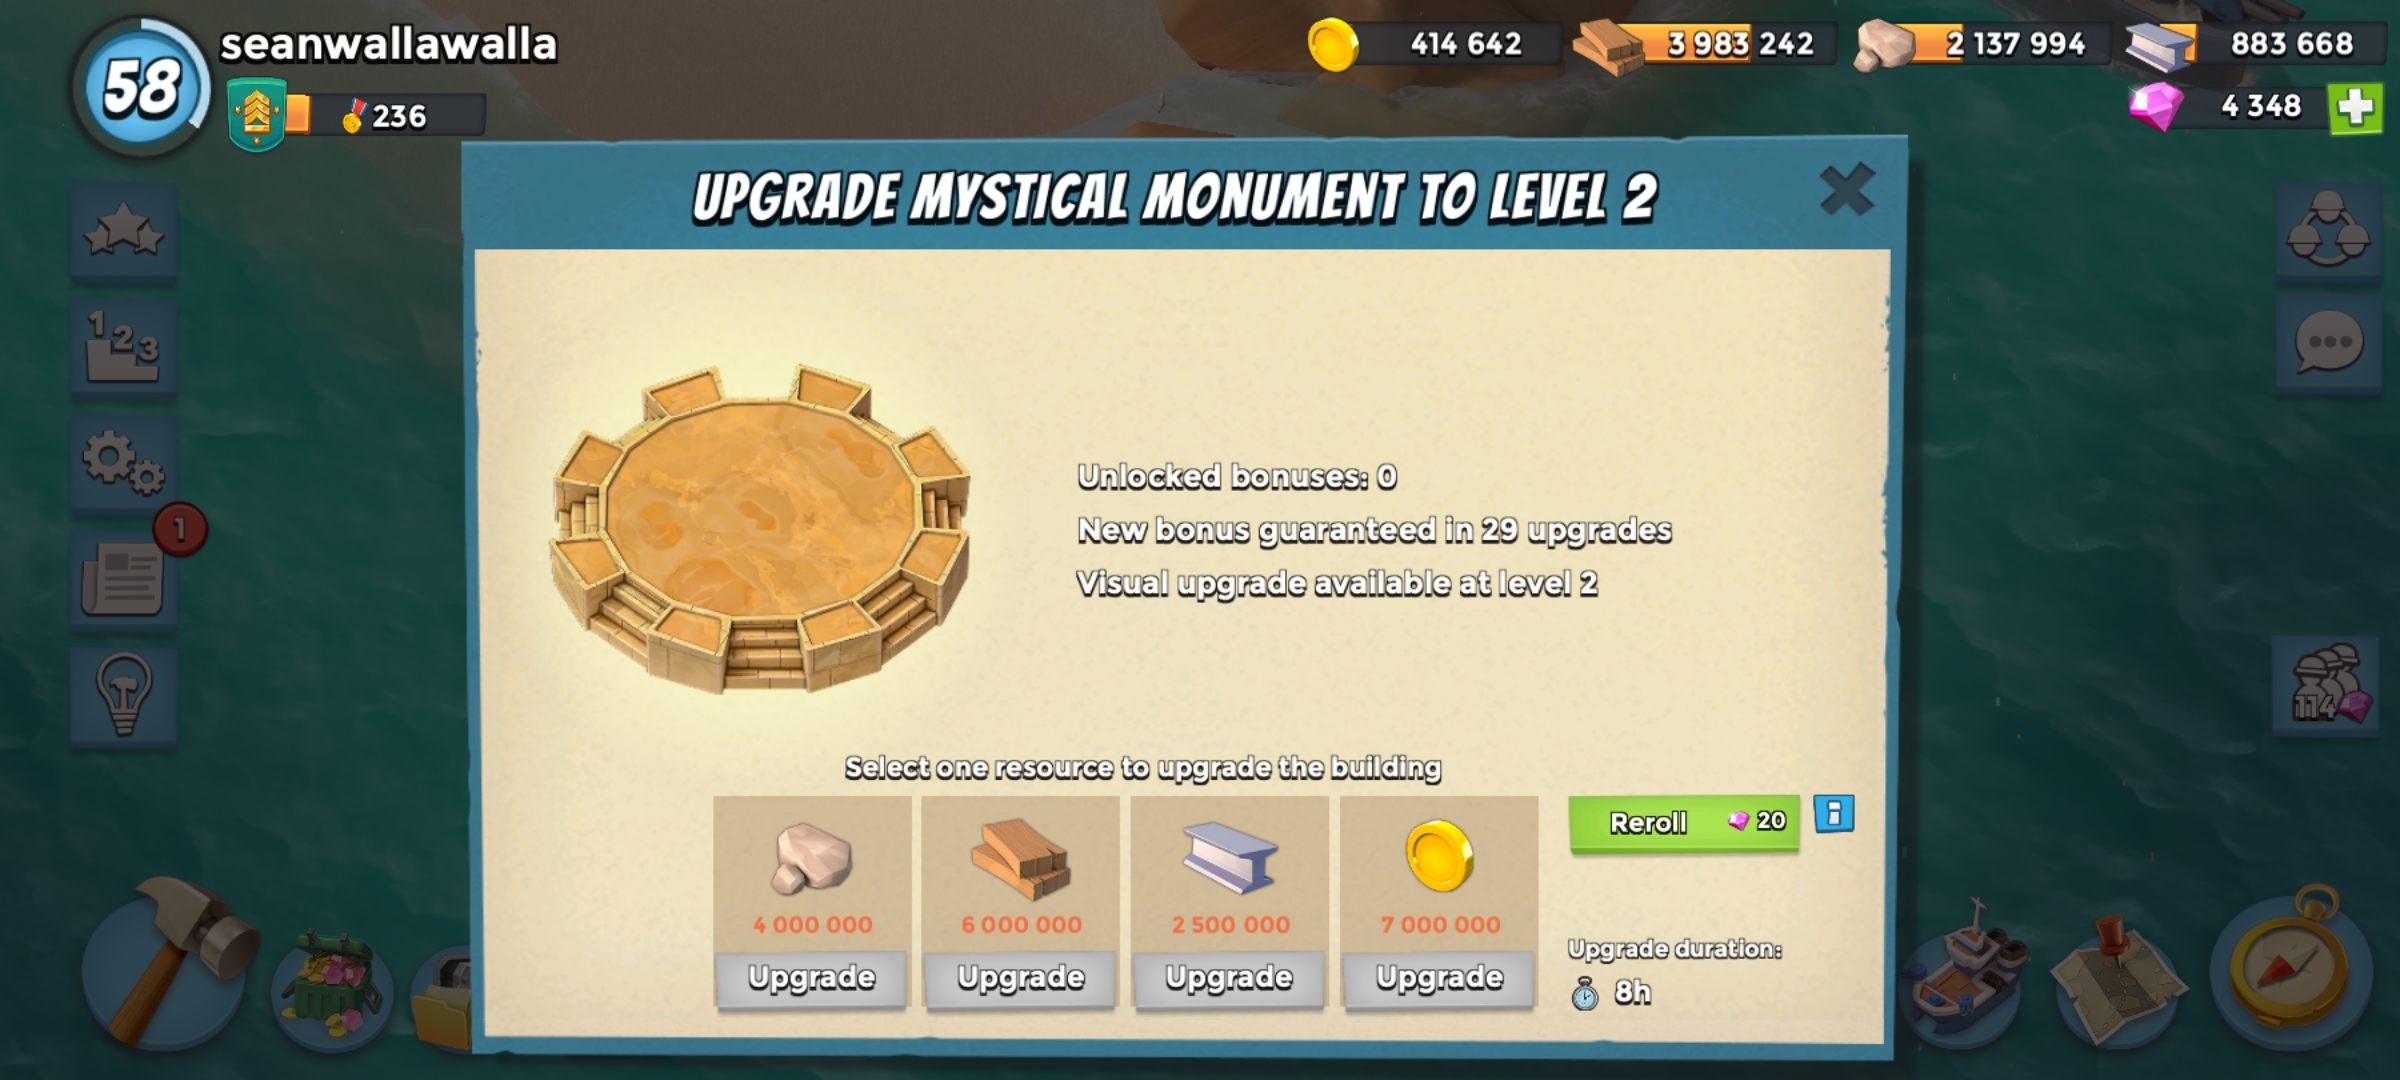 58
seanwallawalla
236
414 642
3 983 242
2 137 994
883 668
4 348
UPGRADE MYSTICAL MONUMENT TO LEVEL 2
1 2 3
1
Unlocked bonuses: 0
New bonus guaranteed in 29 upgrades
Visual upgrade available at level 2
114
Select one resource to upgrade the building
Reroll 20
i
4 000 000
6 000 000
2 500 000
7 000 000
Upgrade
Upgrade
Upgrade
Upgrade
Upgrade duration:
8h